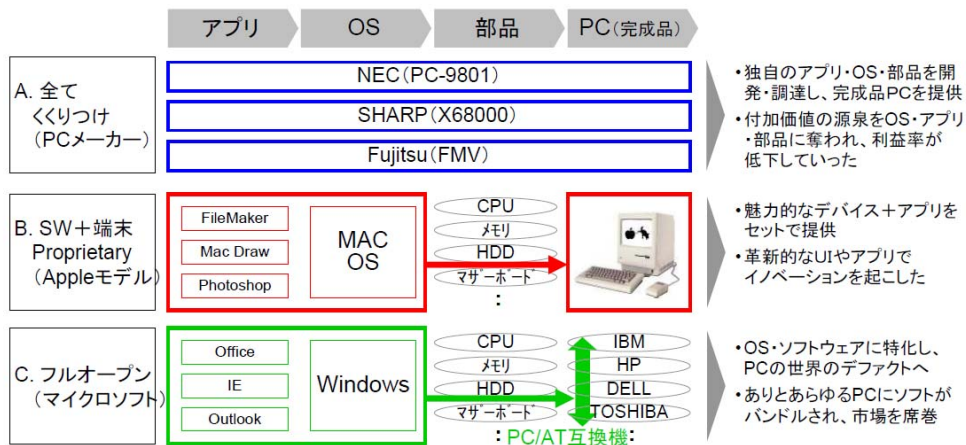 アプリ
OS
部品
PC(完成品)
A. 全て
くくりつけ
(PCメーカー)
NEC(PC-9801)
SHARP(X68000)
Fujitsu(FMV)
・独自のアプリ・OS・部品を開
発・調達し、完成品PCを提供
・付加価値の源泉をOS・アプリ
・部品に奪われ、利益率が
低下していった
B. SW+端末
Proprietary
(Appleモデル)
FileMaker
Mac Draw
Photoshop
MAC
OS
CPU
メモリ
HDD
マザーボード
:
・魅力的なデバイス+アプリを
セットで提供
・革新的なUIやアプリで
イノベーションを起こした
C. フルオープン
(マイクロソフト)
Office
IE
Outlook
Windows
CPU
メモリ
HDD
マザーボード
IBM
HP
DELL
TOSHIBA
: PC/AT互換機:
・OS・ソフトウェアに特化し、
PCの世界のデファクトへ
・ありとあらゆるPCにソフトが
バンドルされ、市場を席巻